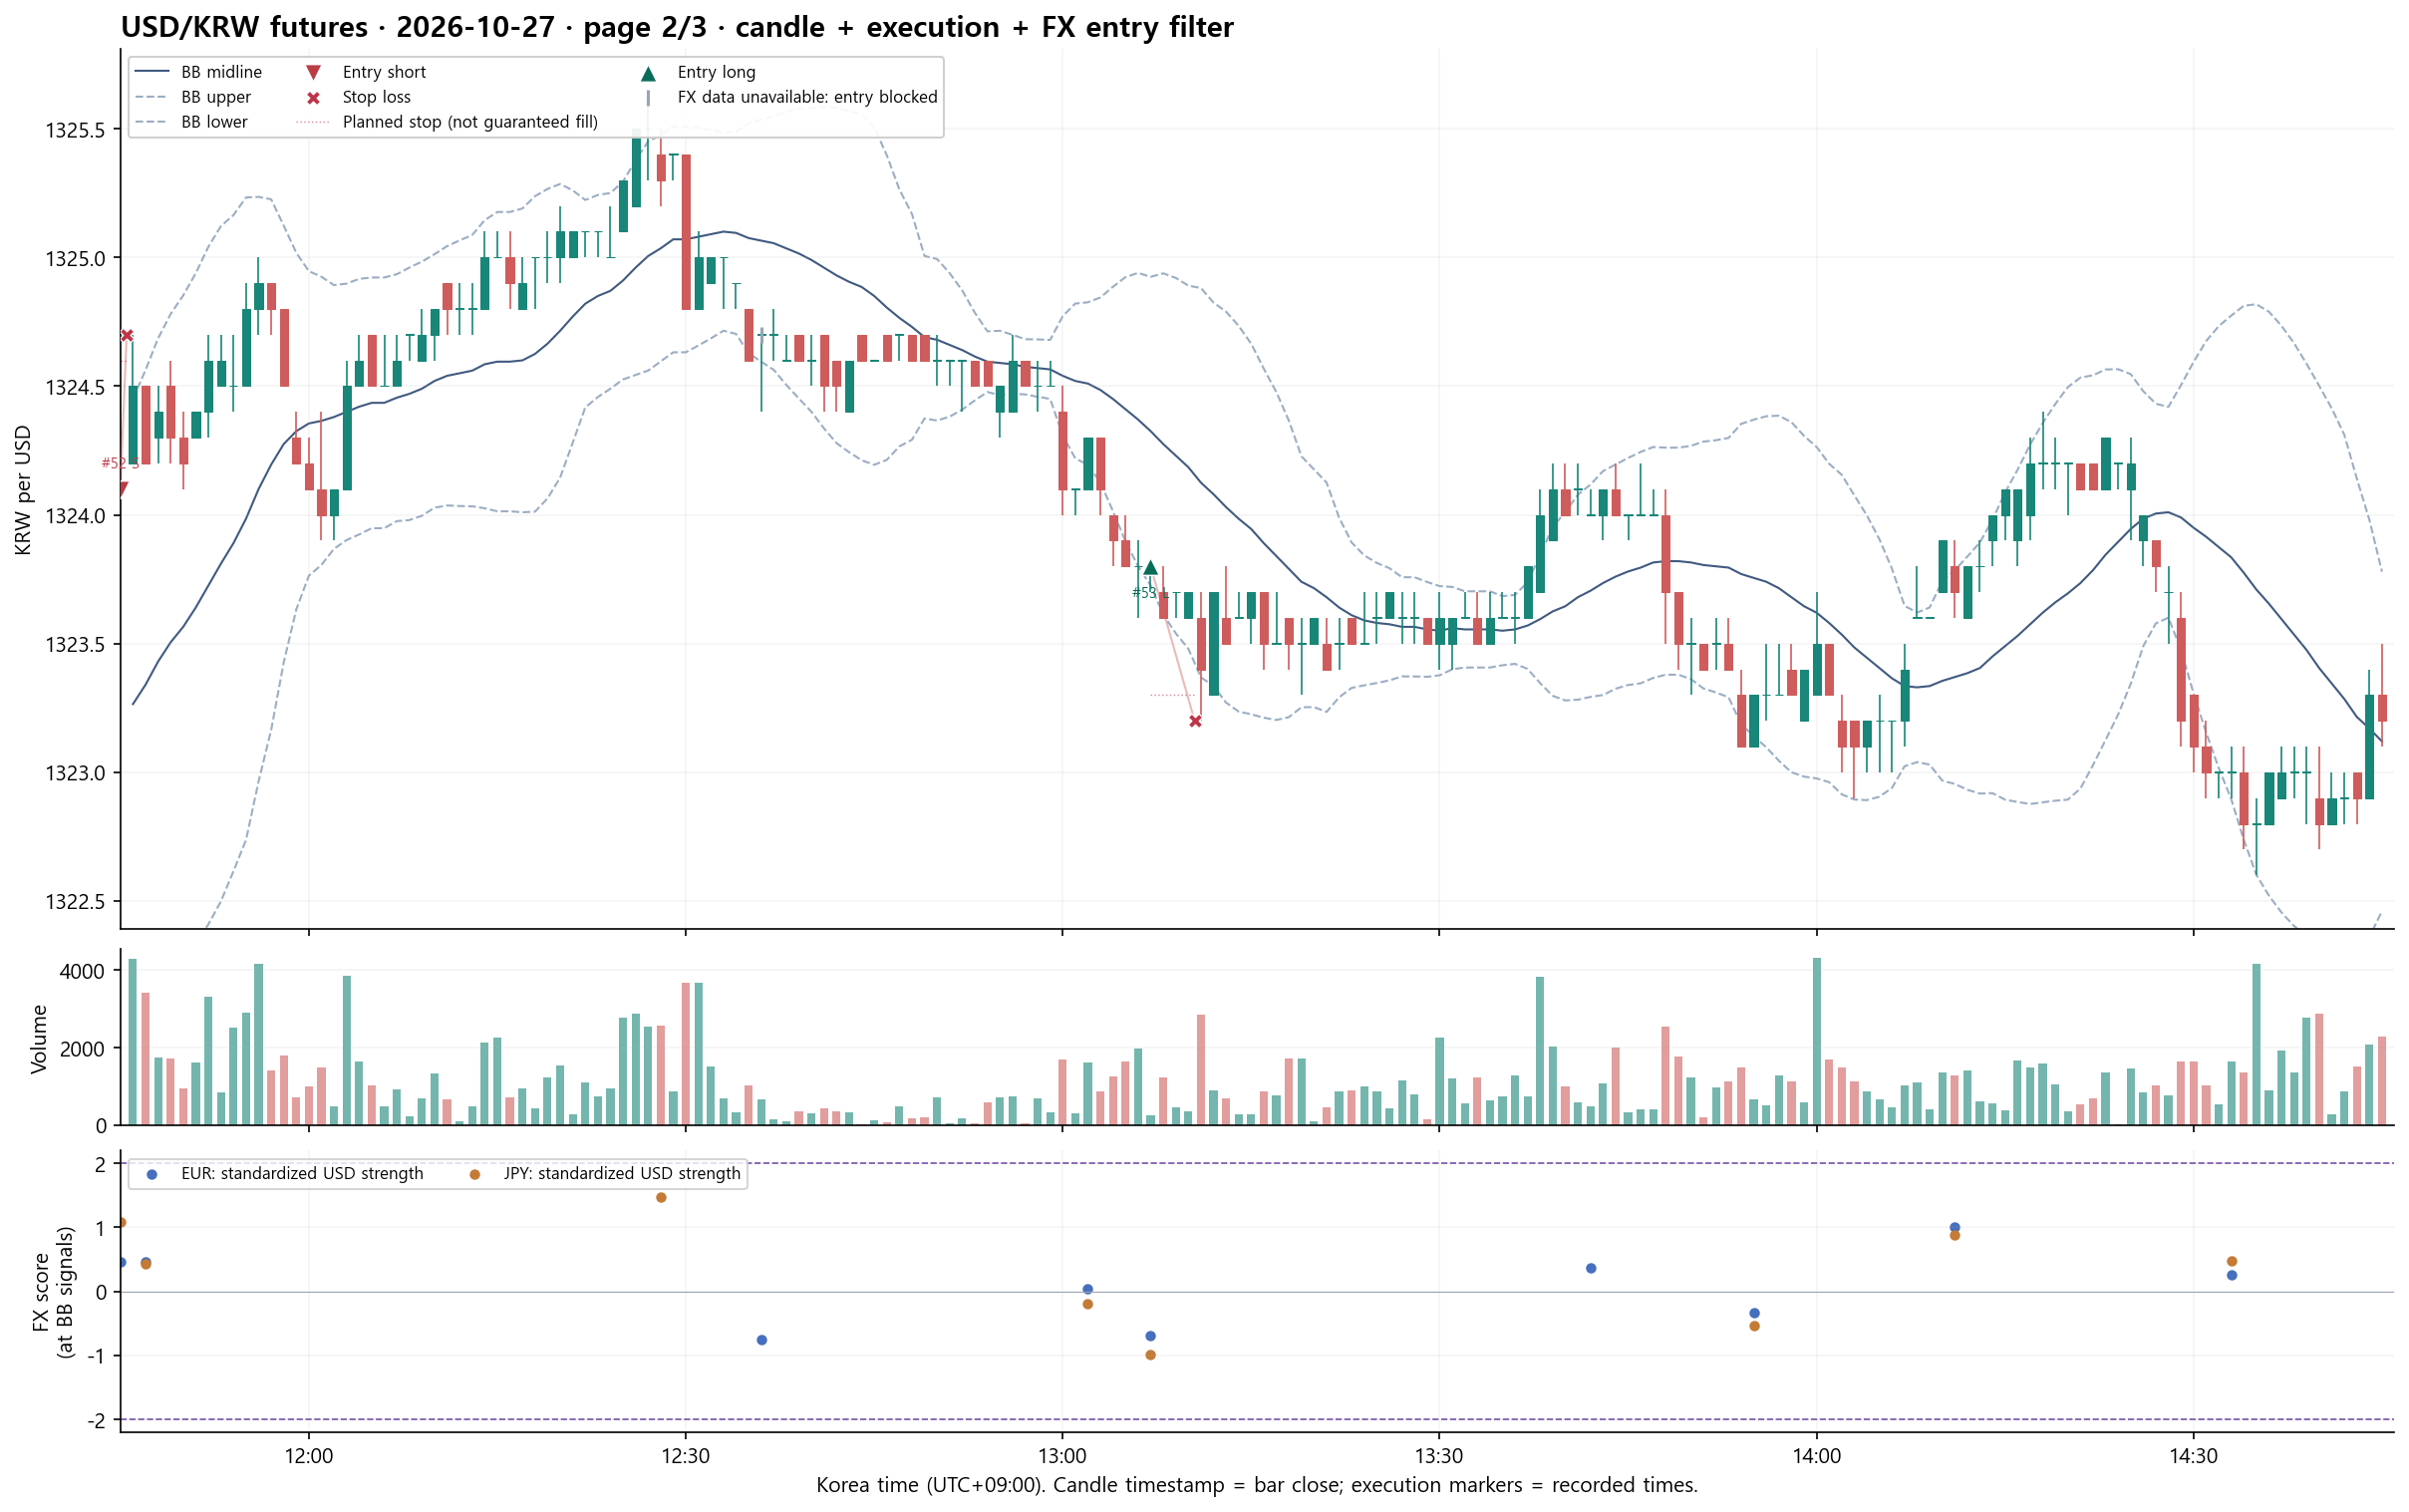 USD/KRW futures · 2026-10-27 · page 2/3 · candle + execution + FX entry filter
BB midline
BB upper
BB lower
Entry short
Stop loss
Planned stop (not guaranteed fill)
Entry long
FX data unavailable: entry blocked
KRW per USD
1325.5
1325.0
1324.5
1324.0
1323.5
1323.0
1322.5
#52 S
#53 L
Volume
4000
2000
0
FX score
(at BB signals)
2
1
0
-1
-2
EUR: standardized USD strength
JPY: standardized USD strength
12:00
12:30
13:00
13:30
14:00
14:30
Korea time (UTC+09:00). Candle timestamp = bar close; execution markers = recorded times.